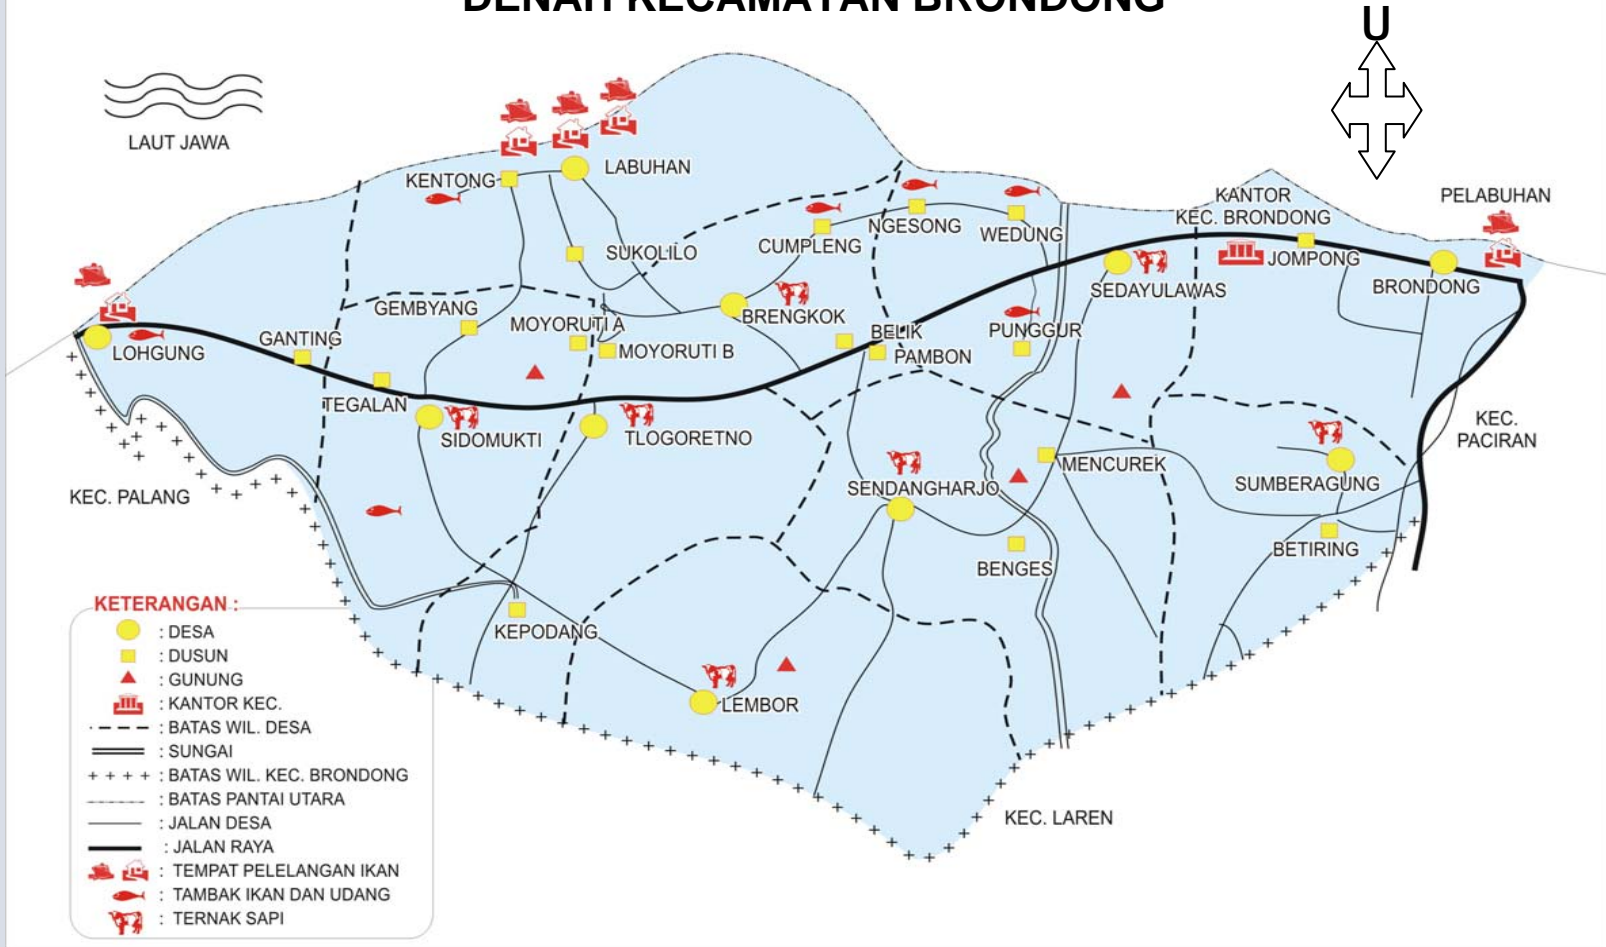 DENAH KECAMATAN BRONDONG
U
LAUT JAWA
KENTONG
LABUHAN
SUKOLILO
CUMPLENG
NGESONG
WEDUNG
KANTOR
KEC. BRONDONG
PELABUHAN
JOMPONG
BRONDONG
SEDAYULAWAS
LOHGUNG
GANTING
GEMBYANG
MOYORUTI A
MOYORUTI B
BRENGKOK
BELIK
PAMBON
PUNGGUR
TEGALAN
SIDOMUKTI
TLOGORETNO
KEC.
PACIRAN
KEC. PALANG
SENDANGHARJO
MENCUREK
SUMBERAGUNG
BETIRING
BENGES
KEPODANG
LEMBOR
KEC. LAREN
KETERANGAN :
: DESA
: DUSUN
: GUNUNG
: KANTOR KEC.
: BATAS WIL. DESA
: SUNGAI
: BATAS WIL. KEC. BRONDONG
: BATAS PANTAI UTARA
: JALAN DESA
: JALAN RAYA
: TEMPAT PELELANGAN IKAN
: TAMBAK IKAN DAN UDANG
: TERNAK SAPI